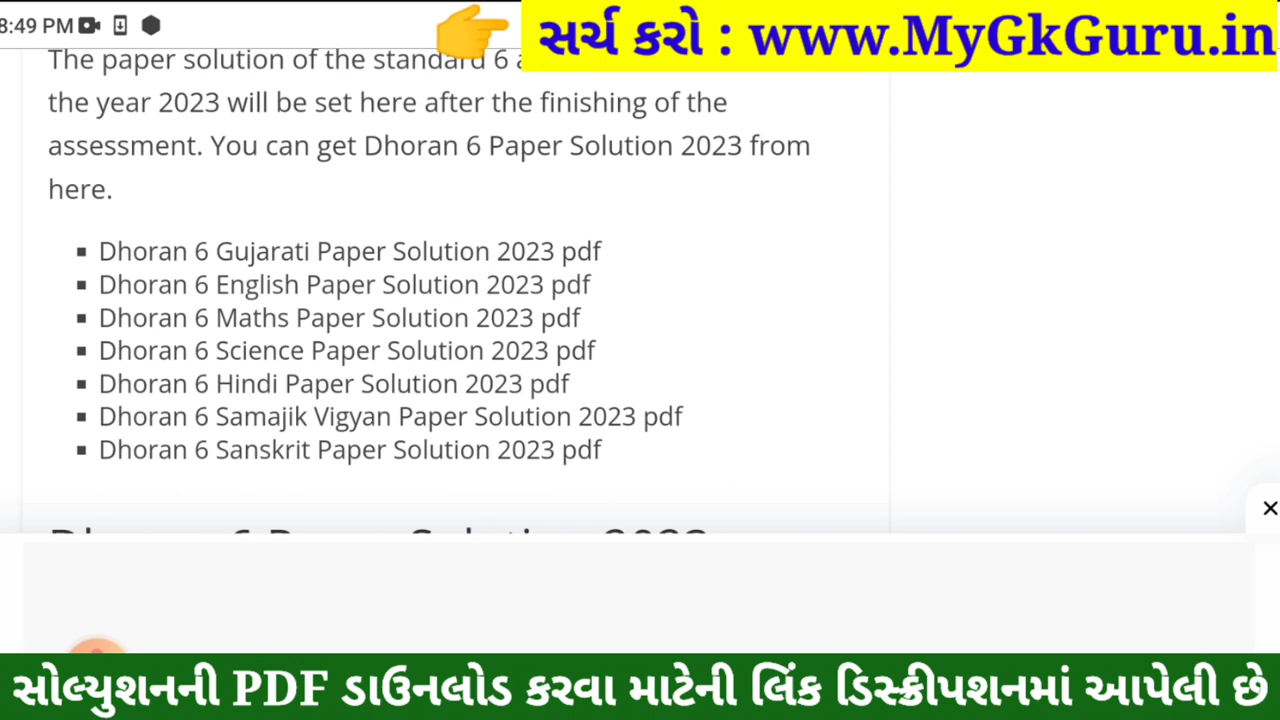 8:49 PM
સર્ચ કરો : www.MyGkGuru.in
The paper solution of the standard 6
the year 2023 will be set here after the finishing of the
assessment. You can get Dhoran 6 Paper Solution 2023 from
here.
▪ Dhoran 6 Gujarati Paper Solution 2023 pdf
▪ Dhoran 6 English Paper Solution 2023 pdf
▪ Dhoran 6 Maths Paper Solution 2023 pdf
▪ Dhoran 6 Science Paper Solution 2023 pdf
▪ Dhoran 6 Hindi Paper Solution 2023 pdf
▪ Dhoran 6 Samajik Vigyan Paper Solution 2023 pdf
▪ Dhoran 6 Sanskrit Paper Solution 2023 pdf
સોલ્યુશનની PDF ડાઉનલોડ કરવા માટેની લિંક ડિસ્ક્રીપશનમાં આપેલી છે